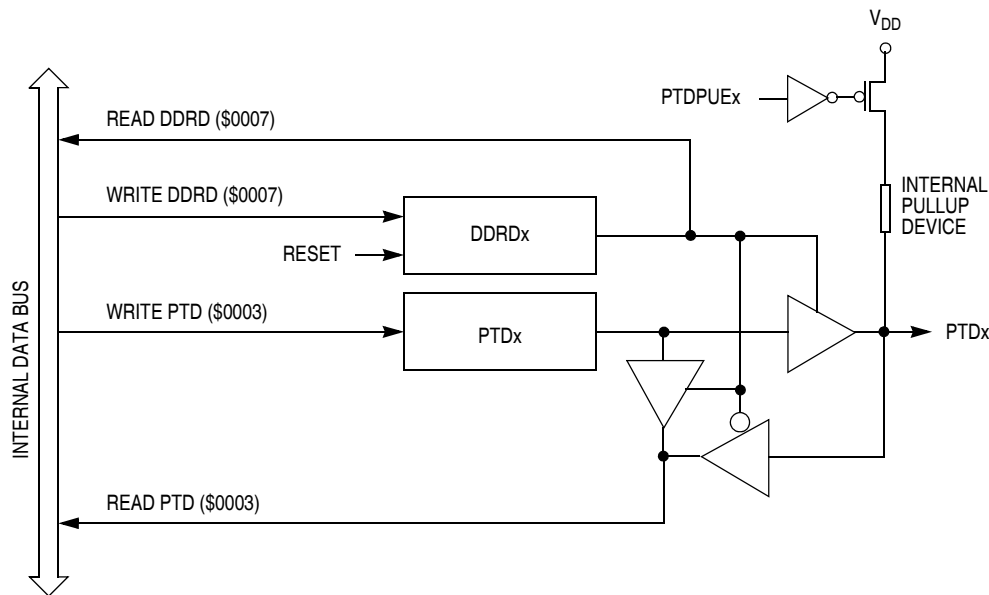 VDD
PTDPUEx
READ DDRD ($0007)
WRITE DDRD ($0007)
INTERNAL
PULLUP
DEVICE
DDRDx
RESET
WRITE PTD ($0003)
PTDx
PTDx
INTERNAL DATA BUS
READ PTD ($0003)